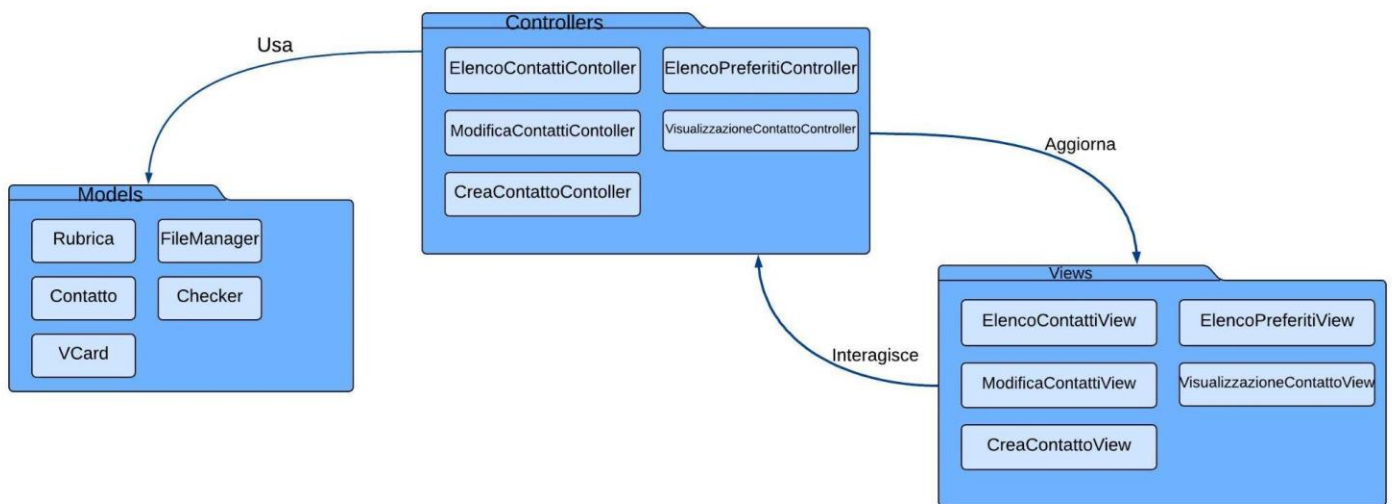 Controllers
Usa
ElencoContattiContoller
ElencoPreferitiController
ModificaContattiContoller
VisualizzazioneContattoController
CreaContattoContoller
Aggiorna
Models
Rubrica
FileManager
Contatto
Checker
VCard
Views
ElencoContattiView
ElencoPreferitiView
Interagisce
ModificaContattiView
VisualizzazioneContattoView
CreaContattoView